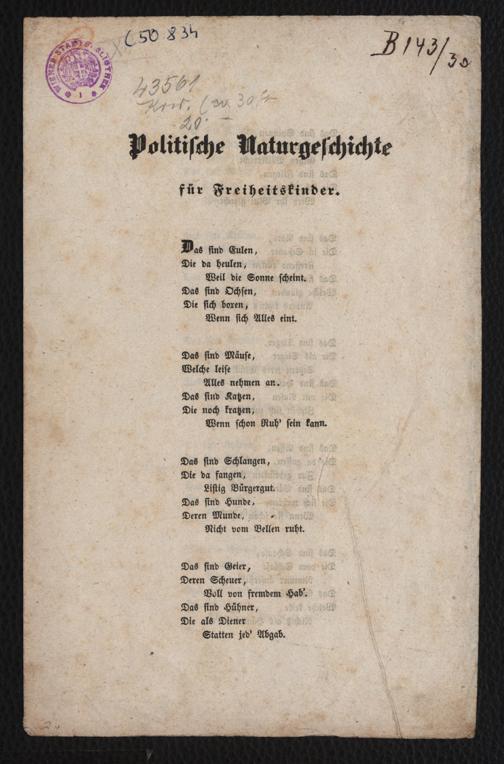 C 50 834
B 143/30
WIENER STADTBIBLIOTHEK
43561
20.
Politische Naturgeschichte
für Freiheitskinder.
Das sind Eulen,
Die da heulen,
Weil die Sonne scheint.
Das sind Ochsen,
Die sich boxen,
Wenn sich Alles eint.
Das sind Mäuse,
Welche leise
Alles nehmen an.
Das sind Katzen,
Die noch kratzen,
Wenn schon Ruh' sein kann.
Das sind Schlangen,
Die da fangen,
Listig Bürgergut.
Das sind Hunde,
Deren Munde,
Nicht vom Bellen ruht.
Das sind Geier,
Deren Scheuer,
Voll von fremdem Hab'.
Das sind Hühner,
Die als Diener
Statten jed' Abgab.